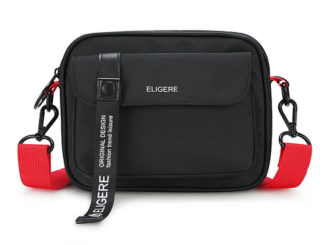 ELIGERE
ELIGERE
ORIGINAL DESIGN
fashion trend leisure